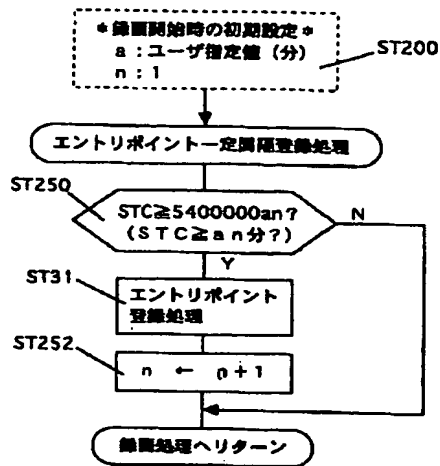 ＊録画開始時の初期設定＊
a：ユーザ指定値（分）
n：1
ST200
エントリポイント一定間隔登録処理
ST250
STC≧5400000an？
（ＳＴＣ≧ａｎ分？）
N
Y
ST31
エントリポイント
登録処理
ST252
n ← n+1
録画処理へリターン